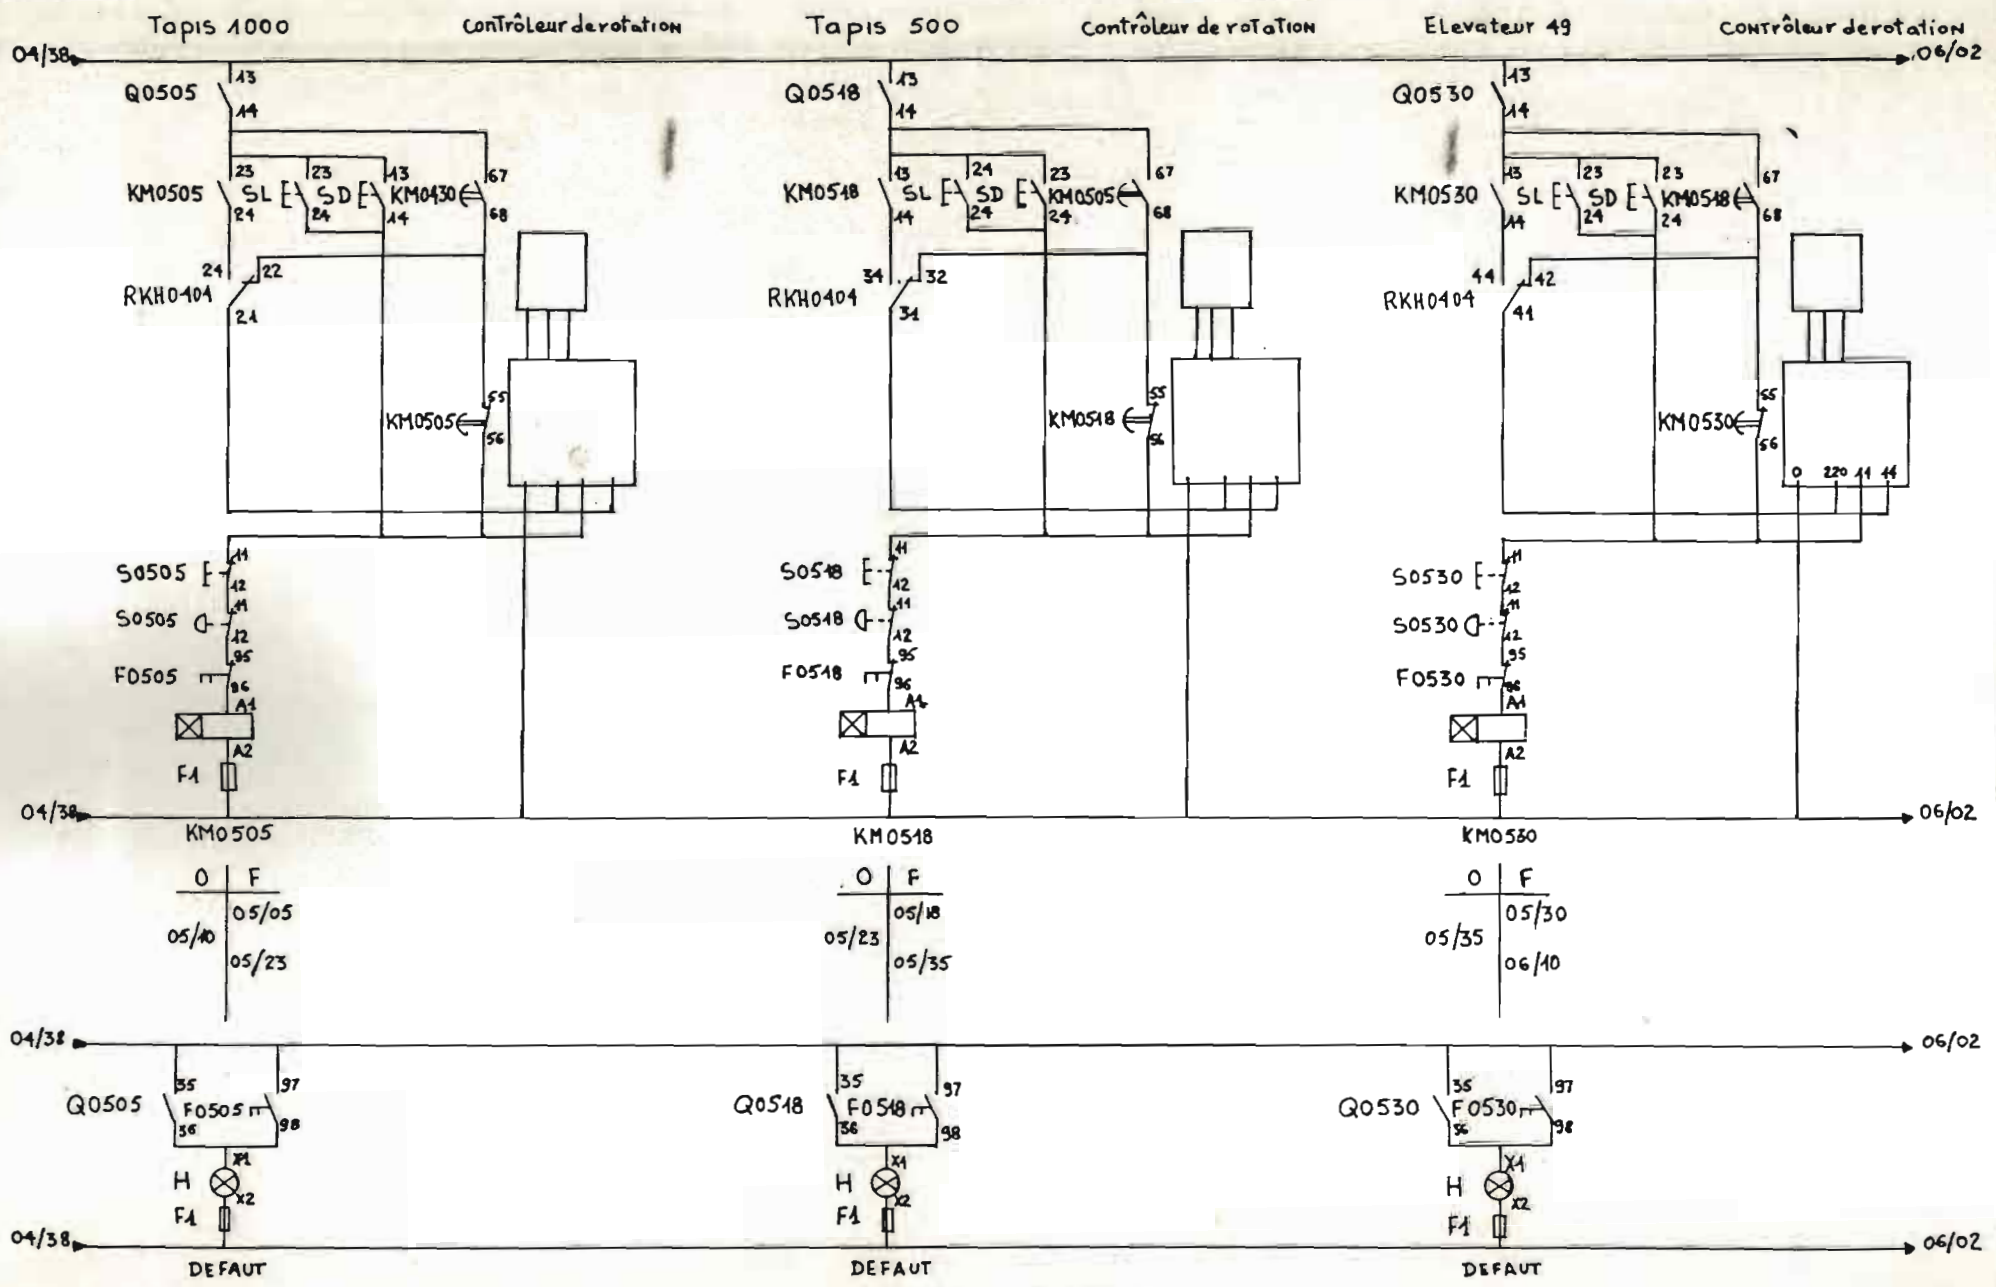 Tapis 1000 Contrôleur de rotation Tapis 500 Contrôleur de rotation Elevateur 49 Contrôleur de rotation
04/38 06/02
13 13 13
Q0505 Q0518 Q0530
14 14 14
23 23 13 67 13 24 23 67 13 23 23 67
KM0505 SL SD KM0430 KM0518 SL SD KM0505 KM0530 SL SD KM0518
24 24 14 68 14 24 24 68 14 24 24 68
24 22 34 32 44 42
RKH0404 RKH0404 RKH0404
21 31 41
55 55 55
KM0505 KM0518 KM0530
56 56 56
0 220 11 14
11 11 11
S0505 S0518 S0530
12 12 12
11 11 11
S0505 S0518 S0530
12 12 12
95 95 95
F0505 F0518 F0530
96 96 96
A1 A1 A1
A2 A2 A2
F1 F1 F1
04/38 06/02
KM0505 KM0518 KM0530
O F O F O F
05/05 05/18 05/30
05/10 05/23 05/35
05/23 05/35 06/10
04/38 06/02
35 97 35 97 35 97
Q0505 F0505 Q0518 F0518 Q0530 F0530
36 98 36 98 36 98
X1 X1 X1
H H H
X2 X2 X2
F1 F1 F1
04/38 06/02
DEFAUT DEFAUT DEFAUT